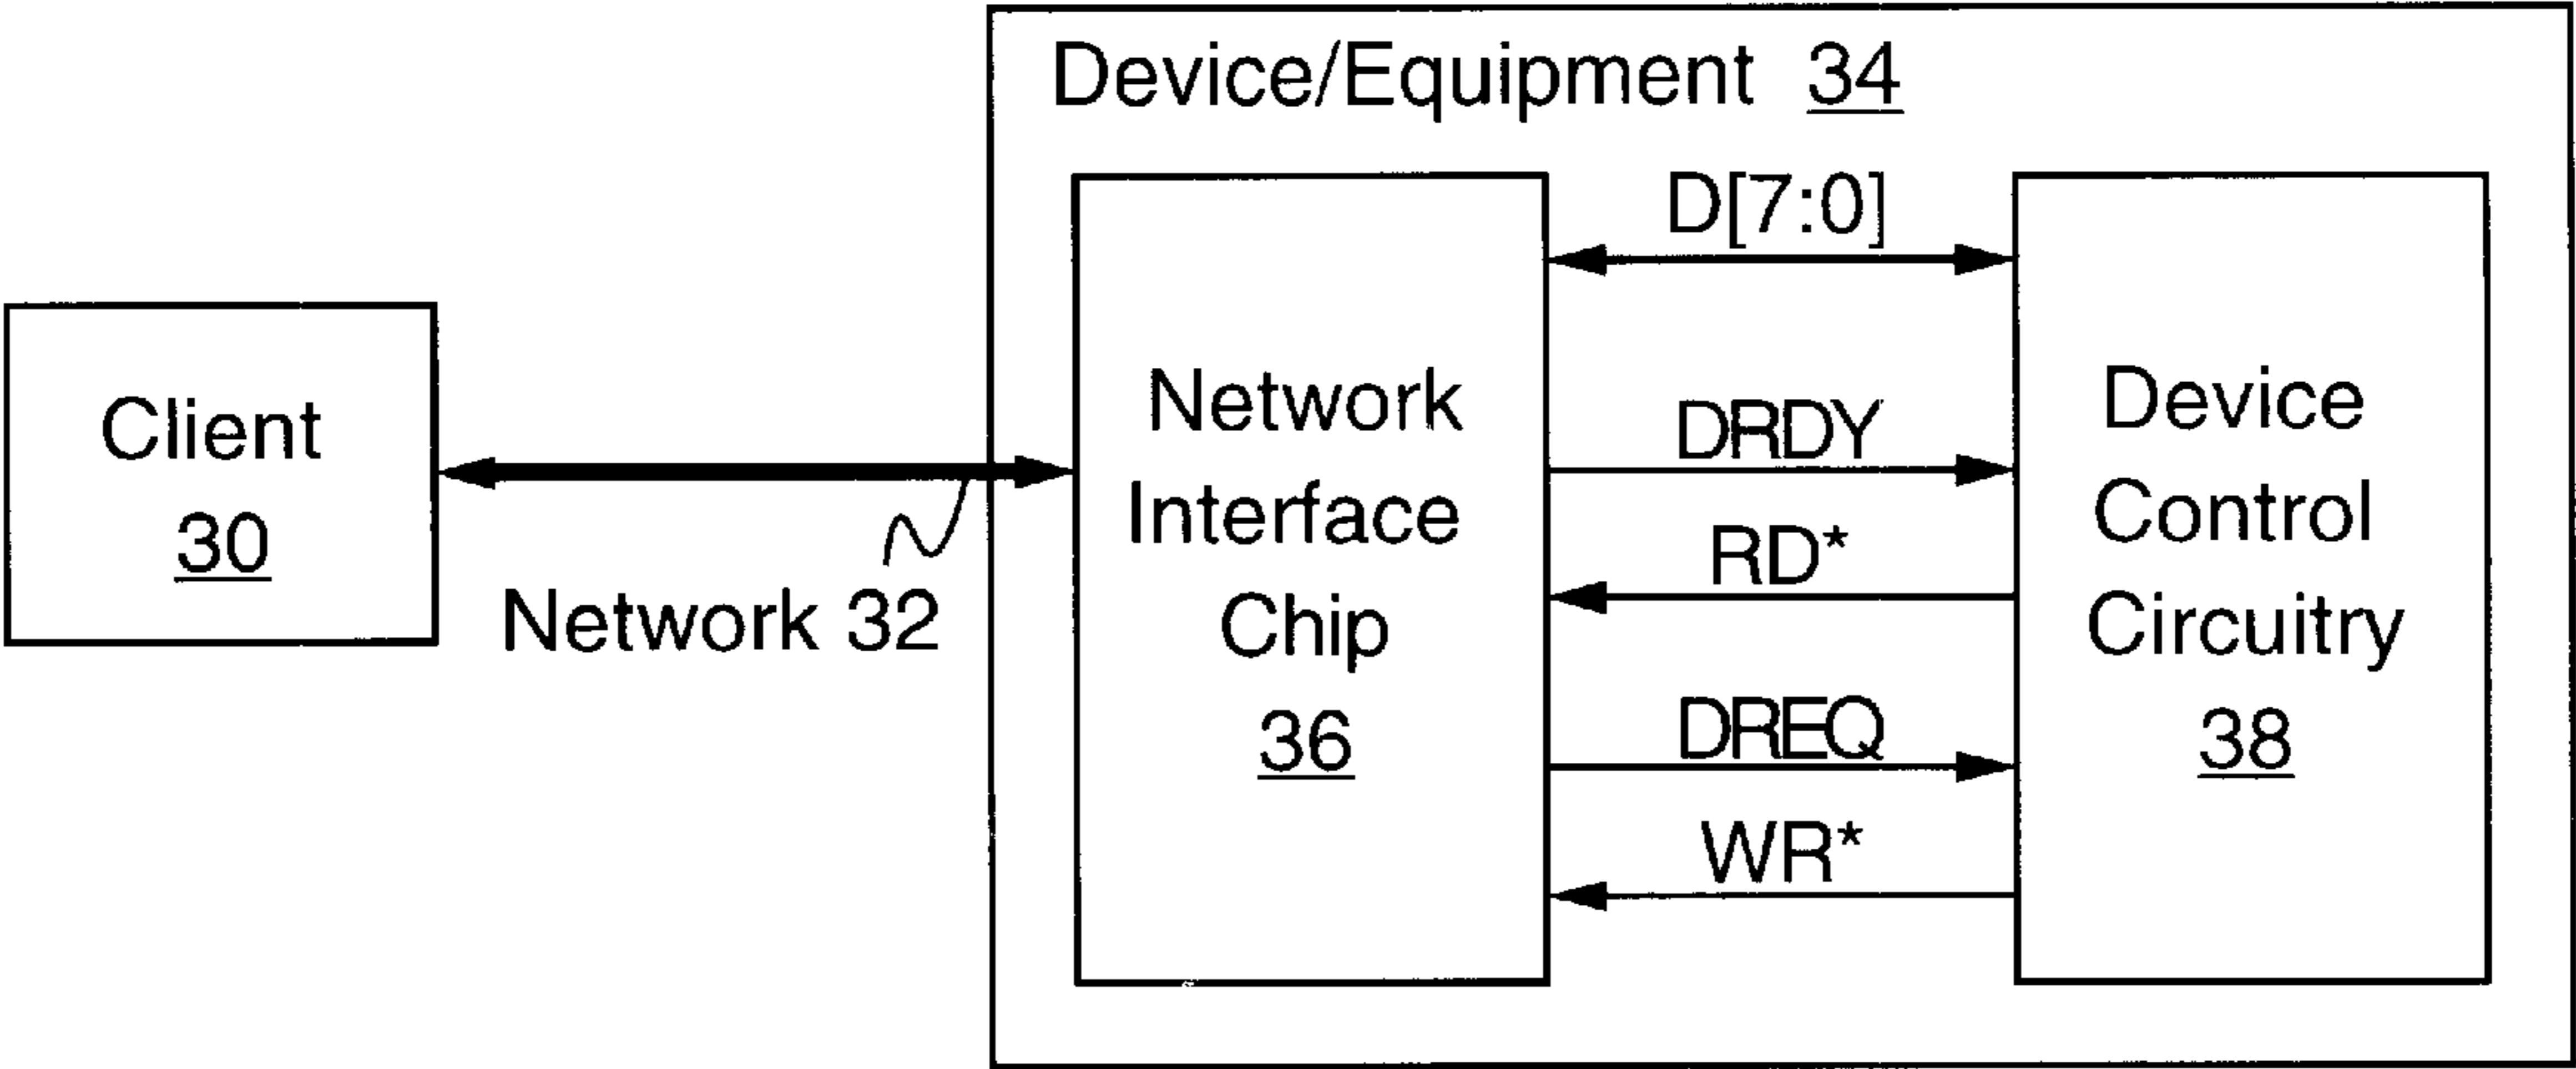 Device/Equipment 34
Client
30
Network 32
Network
Interface
Chip
36
D[7:0]
DRDY
RD*
DREQ
WR*
Device
Control
Circuitry
38